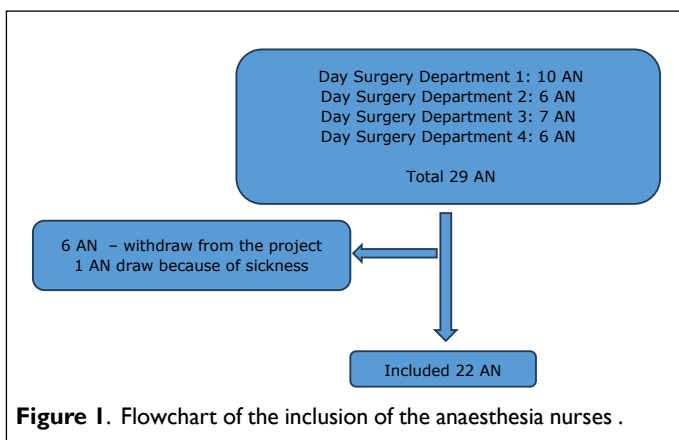 Day Surgery Department 1: 10 AN
Day Surgery Department 2: 6 AN
Day Surgery Department 3: 7 AN
Day Surgery Department 4: 6 AN
Total 29 AN
6 AN – withdraw from the project
1 AN draw because of sickness
Included 22 AN
Figure 1. Flowchart of the inclusion of the anaesthesia nurses .